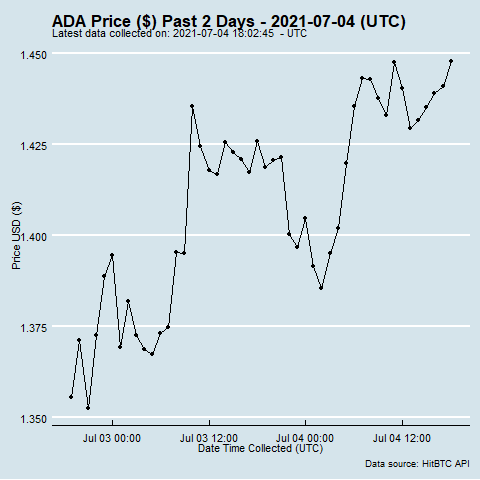 ADA Price ($) Past 2 Days - 2021-07-04 (UTC)
Latest data collected on: 2021-07-04 18:02:45  - UTC
1.450
1.425
1.400
1.375
1.350
Price USD ($)
Jul 03 00:00
Jul 03 12:00
Jul 04 00:00
Jul 04 12:00
Date Time Collected (UTC)
Data source: HitBTC API